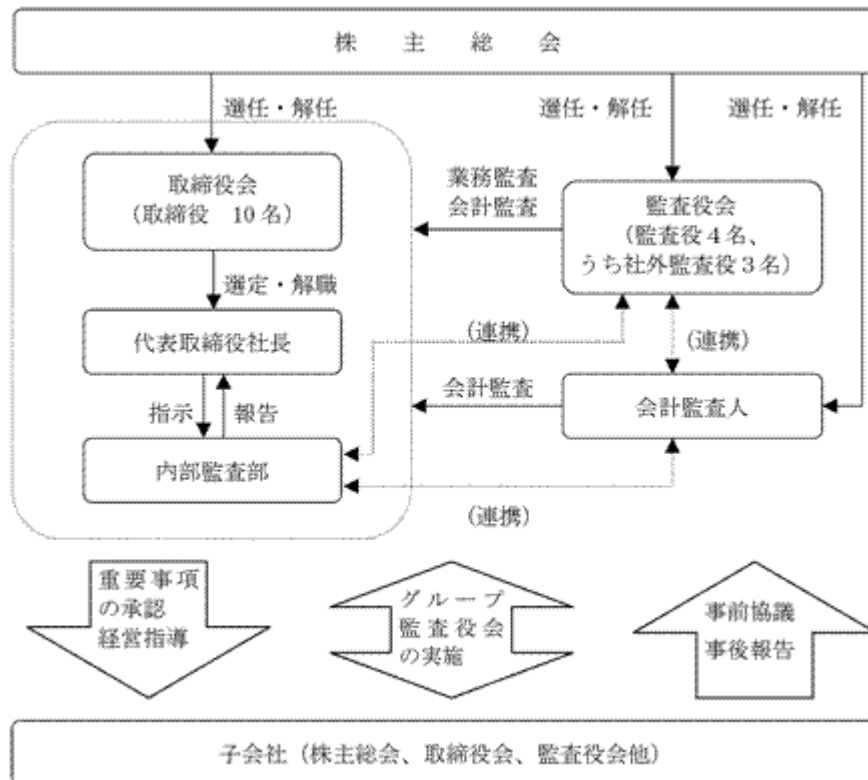 株主総会
選任・解任
選任・解任
選任・解任
取締役会
(取締役　10名)
業務監査
会計監査
監査役会
(監査役4名、
うち社外監査役3名)
選定・解職
代表取締役社長
(連携)
(連携)
指示
報告
会計監査
会計監査人
内部監査部
(連携)
重要事項
の承認
経営指導
グループ
監査役会
の実施
事前協議
事後報告
子会社(株主総会、取締役会、監査役会他)